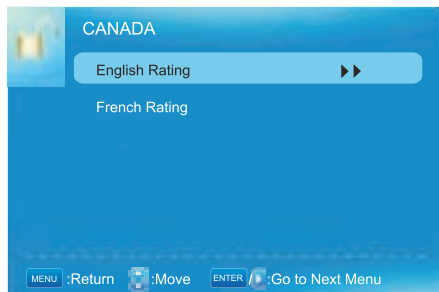 CANADA
English Rating
French Rating
MENU :Return :Move ENTER / :Go to Next Menu